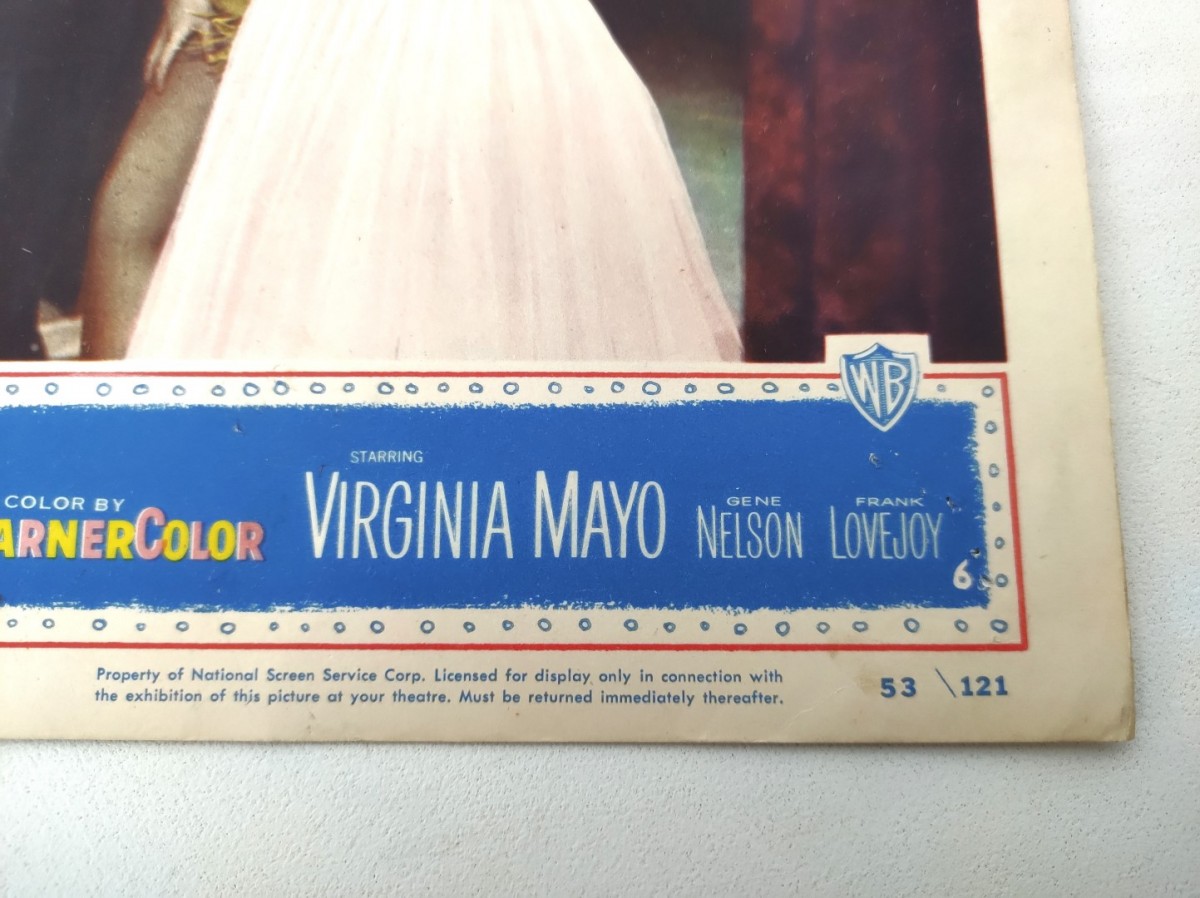 WB
STARRING
COLOR BY
ARNERCOLOR
VIRGINIA MAYO
GENE
NELSON
FRANK
LOVEJOY
6
Property of National Screen Service Corp. Licensed for display only in connection with
the exhibition of this picture at your theatre. Must be returned immediately thereafter.
53 \ 121